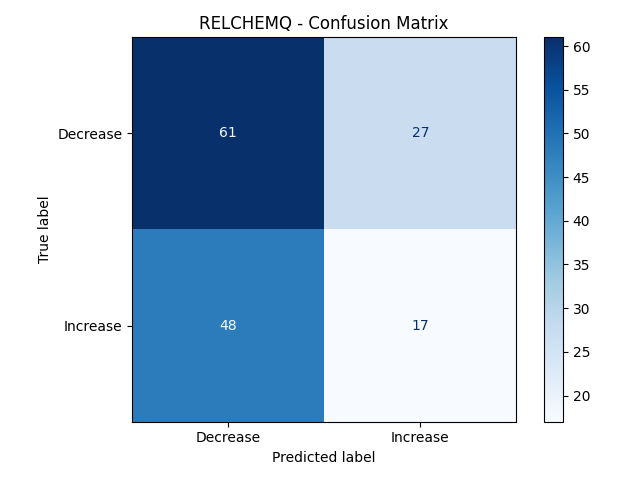 RELCHEMQ - Confusion Matrix
True label
Decrease
Increase
61
27
48
17
Decrease
Increase
Predicted label
60
55
50
45
40
35
30
25
20